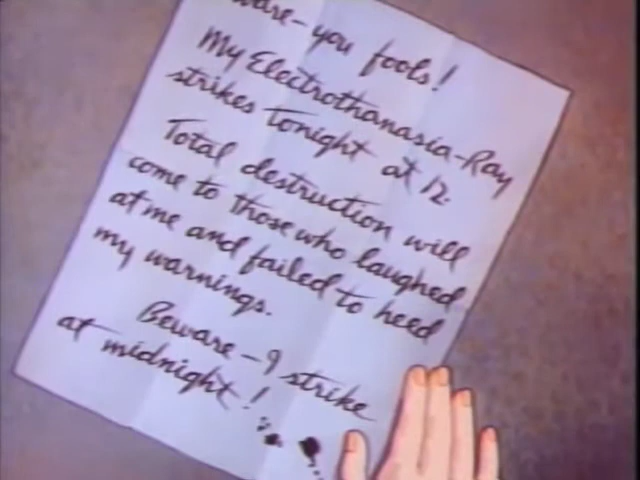 ware-you fools!
My Electrothanasia-Ray
strikes tonight at 12.
Total destruction will
come to those who laughed
at me and failed to heed
my warnings.
Beware-I strike
at midnight!